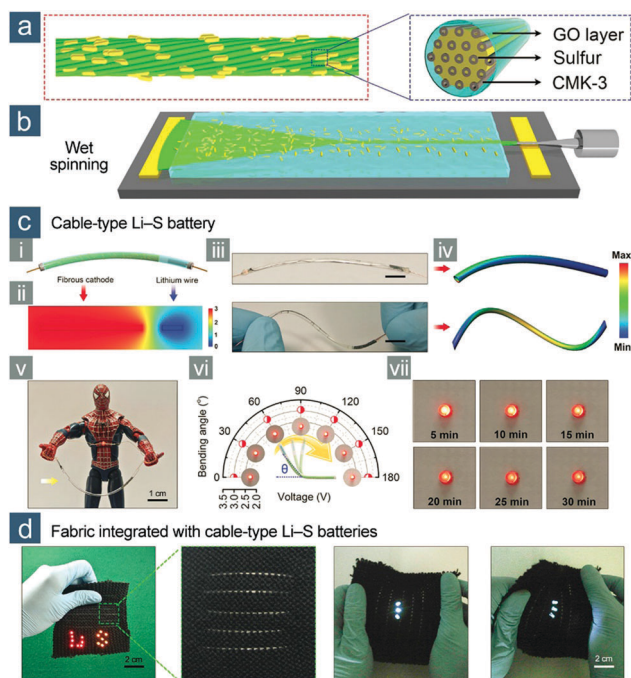 a
GO layer
Sulfur
CMK-3
b
Wet
spinning
c Cable-type Li–S battery
i
Fibrous cathode
Lithium wire
ii
3
2
1
0
iii
iv
Max
Min
v
1 cm
vi
Bending angle (°)
0
30
60
90
120
150
180
θ
3.5
3.0
2.5
2.0
Voltage (V)
vii
5 min
10 min
15 min
20 min
25 min
30 min
d Fabric integrated with cable-type Li–S batteries
Li S
2 cm
2 cm